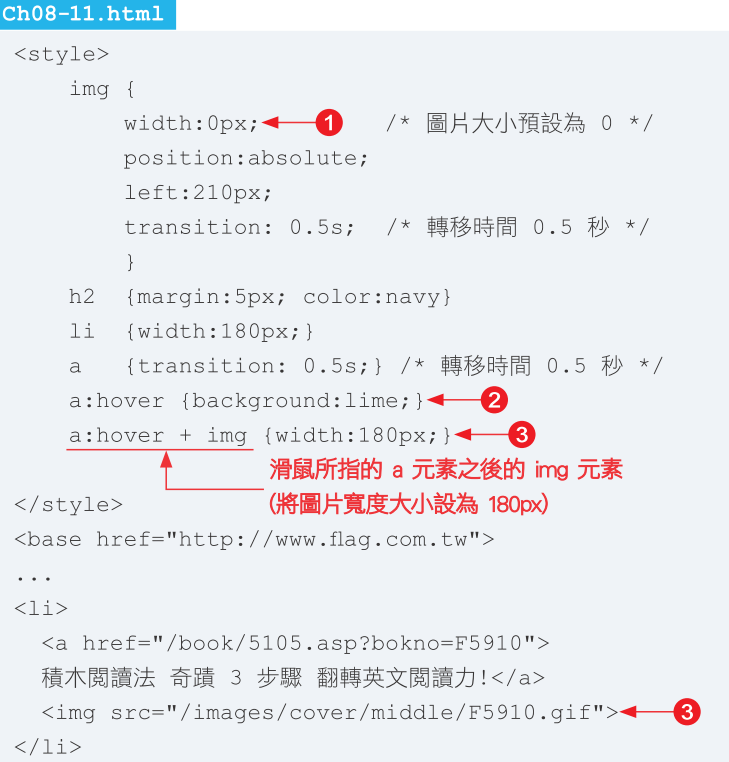 Ch08-11.html
<style>
    img {
        width:0px; ❶    /* 圖片大小預設為 0 */
        position:absolute;
        left:210px;
        transition: 0.5s;  /* 轉移時間 0.5 秒 */
        }
    h2  {margin:5px; color:navy}
    li  {width:180px;}
    a   {transition: 0.5s;} /* 轉移時間 0.5 秒 */
    a:hover {background:lime;} ❷
    a:hover + img {width:180px;} ❸
滑鼠所指的 a 元素之後的 img 元素
(將圖片寬度大小設為 180px)
</style>
<base href="http://www.flag.com.tw">
...
<li>
  <a href="/book/5105.asp?bokno=F5910">
  積木閱讀法 奇蹟 3 步驟 翻轉英文閱讀力!</a>
  <img src="/images/cover/middle/F5910.gif"> ❸
</li>